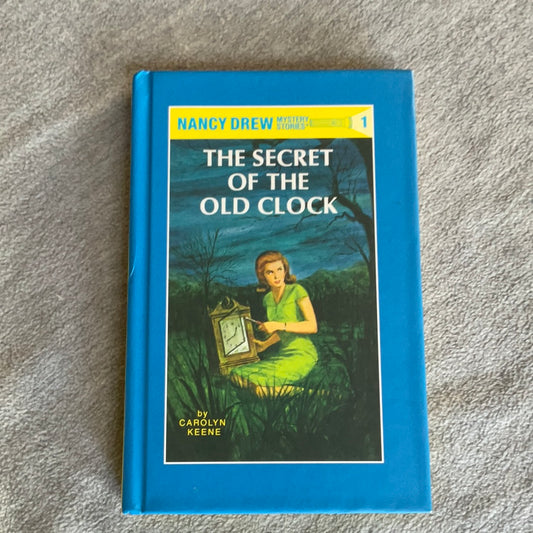 NANCY DREW MYSTERY STORIES 1
THE SECRET
OF THE
OLD CLOCK
by
CAROLYN
KEENE